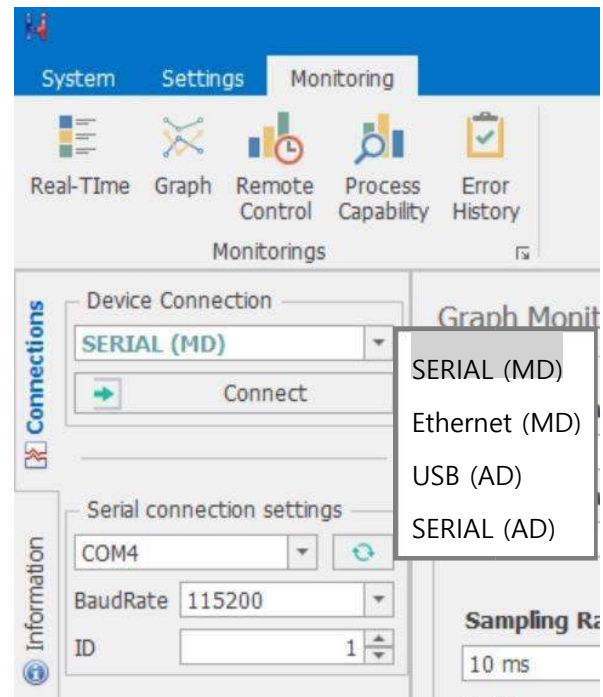 System Settings Monitoring
Real-TIme Graph Remote Control Process Capability Error History
Monitorings
Connections
Information
Device Connection
SERIAL (MD)
Connect
SERIAL (MD)
Ethernet (MD)
USB (AD)
SERIAL (AD)
Serial connection settings
COM4
BaudRate 115200
ID 1
Graph Monit
Sampling Ra
10 ms